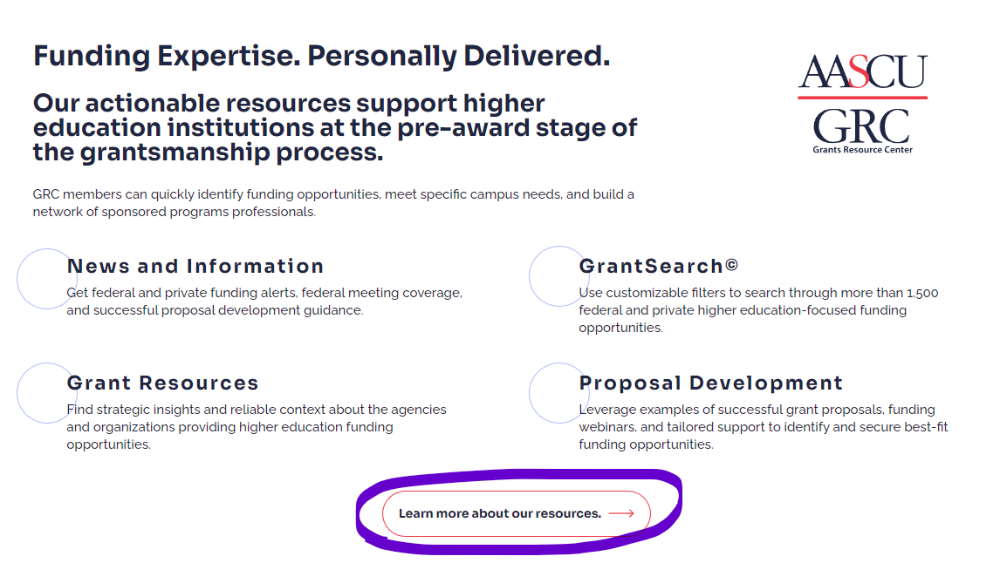 Funding Expertise. Personally Delivered.
AASCU
GRC
Grants Resource Center
Our actionable resources support higher
education institutions at the pre-award stage of
the grantsmanship process.
GRC members can quickly identify funding opportunities, meet specific campus needs, and build a
network of sponsored programs professionals.
News and Information
Get federal and private funding alerts, federal meeting coverage,
and successful proposal development guidance.
GrantSearch©
Use customizable filters to search through more than 1,500
federal and private higher education-focused funding
opportunities.
Grant Resources
Find strategic insights and reliable context about the agencies
and organizations providing higher education funding
opportunities.
Proposal Development
Leverage examples of successful grant proposals, funding
webinars, and tailored support to identify and secure best-fit
funding opportunities.
Learn more about our resources.